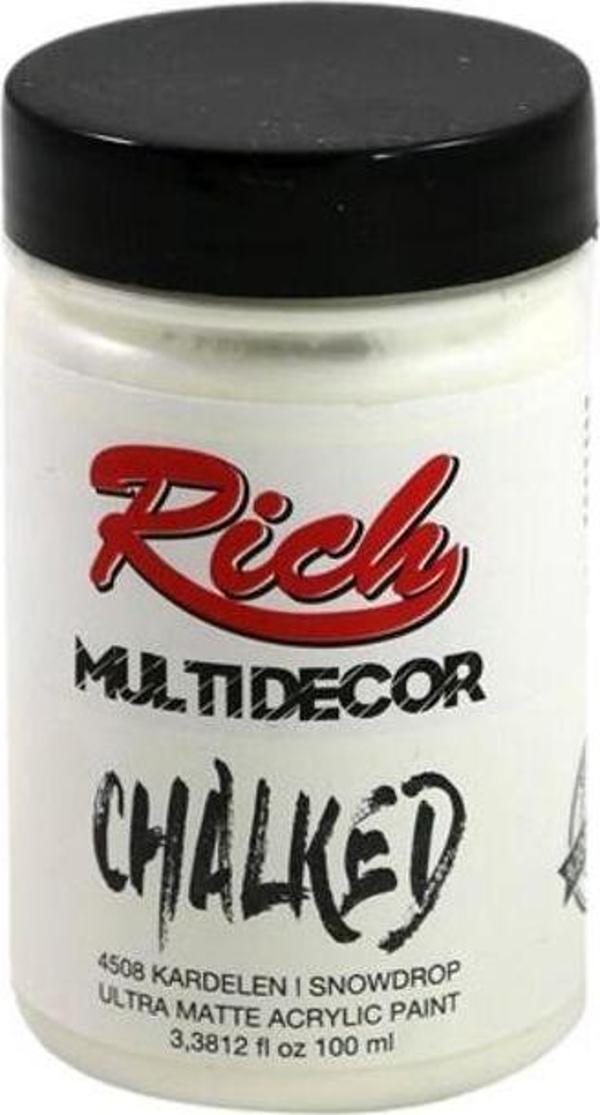 Rich
MULTIDECOR
CHALKED
4508 KARDELEN | SNOWDROP
ULTRA MATTE ACRYLIC PAINT
3,3812 fl oz 100 ml